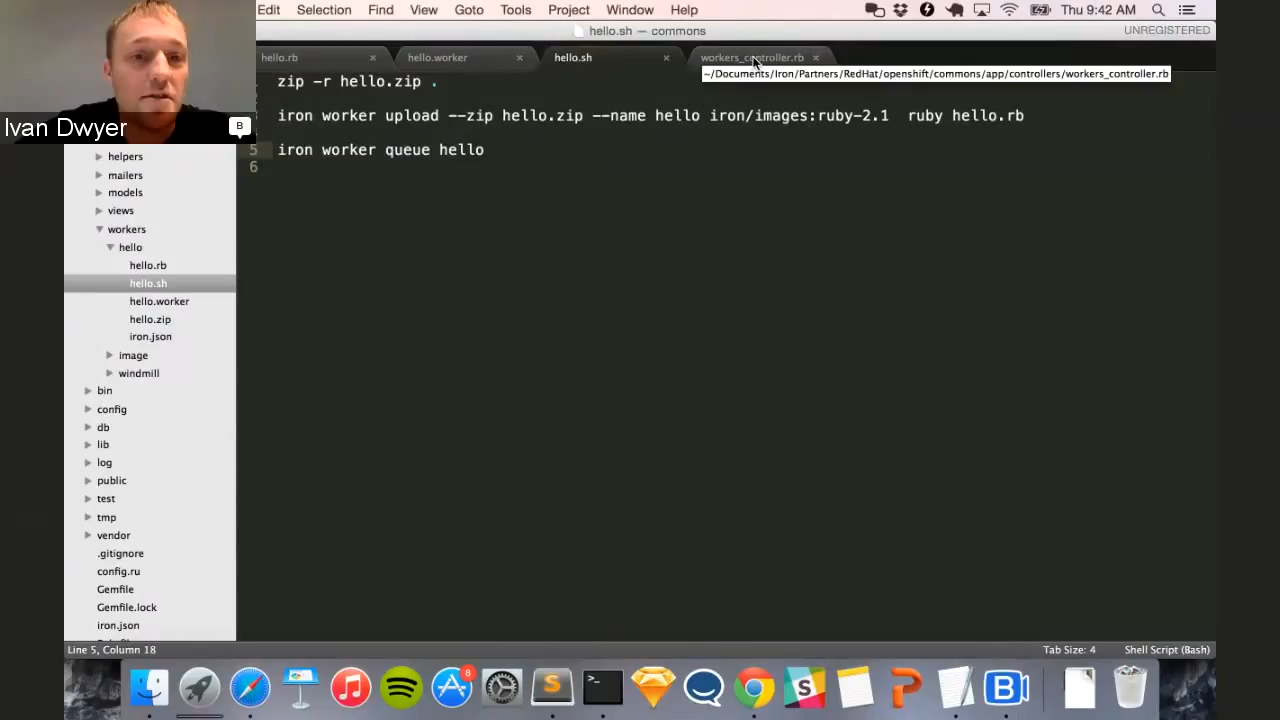 Edit Selection Find View Goto Tools Project Window Help Thu 9:42 AM
hello.sh — commons UNREGISTERED
hello.rb hello.worker hello.sh workers_controller.rb
~/Documents/Iron/Partners/RedHat/openshift/commons/app/controllers/workers_controller.rb
zip -r hello.zip .
iron worker upload --zip hello.zip --name hello iron/images:ruby-2.1 ruby hello.rb
5 iron worker queue hello
6
Ivan Dwyer B
helpers
mailers
models
views
workers
hello
hello.rb
hello.sh
hello.worker
hello.zip
iron.json
image
windmill
bin
config
db
lib
log
public
test
tmp
vendor
.gitignore
config.ru
Gemfile
Gemfile.lock
iron.json
Line 5, Column 18 Tab Size: 4 Shell Script (Bash)
8
B